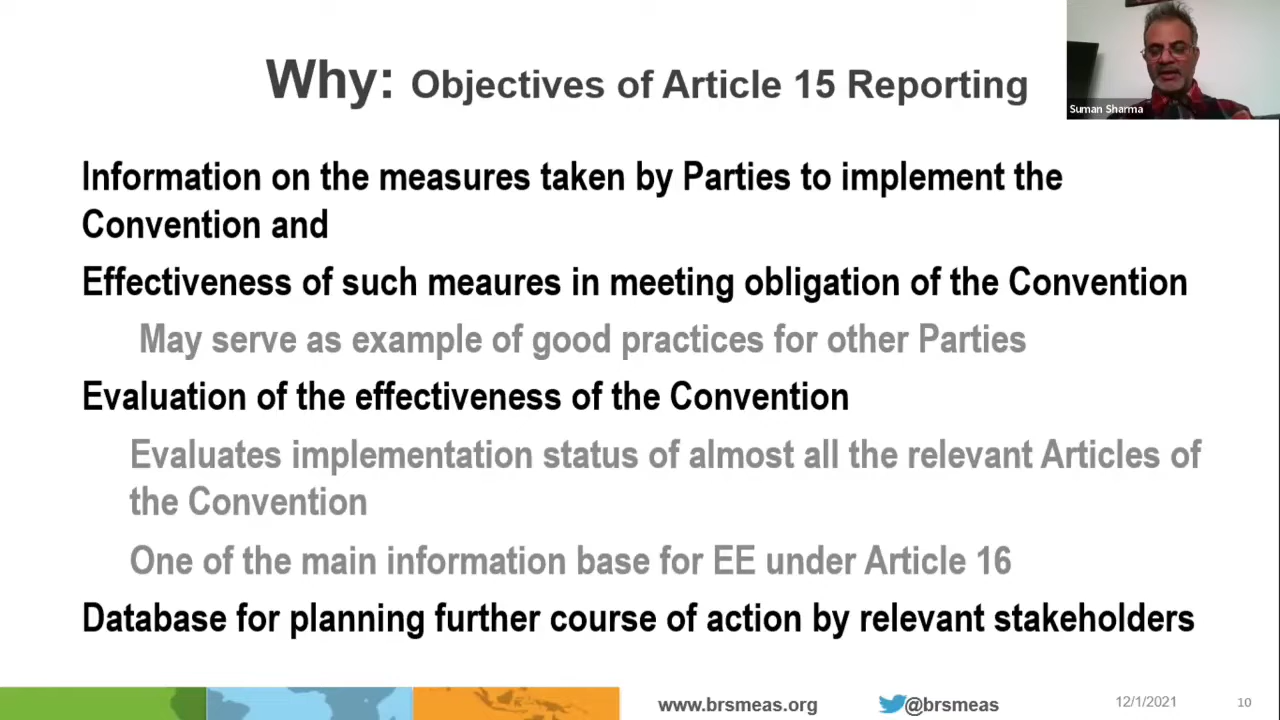 Why: Objectives of Article 15 Reporting
Suman Sharma
Information on the measures taken by Parties to implement the
Convention and
Effectiveness of such meaures in meeting obligation of the Convention
May serve as example of good practices for other Parties
Evaluation of the effectiveness of the Convention
Evaluates implementation status of almost all the relevant Articles of
the Convention
One of the main information base for EE under Article 16
Database for planning further course of action by relevant stakeholders
www.brsmeas.org
@brsmeas
12/1/2021
10